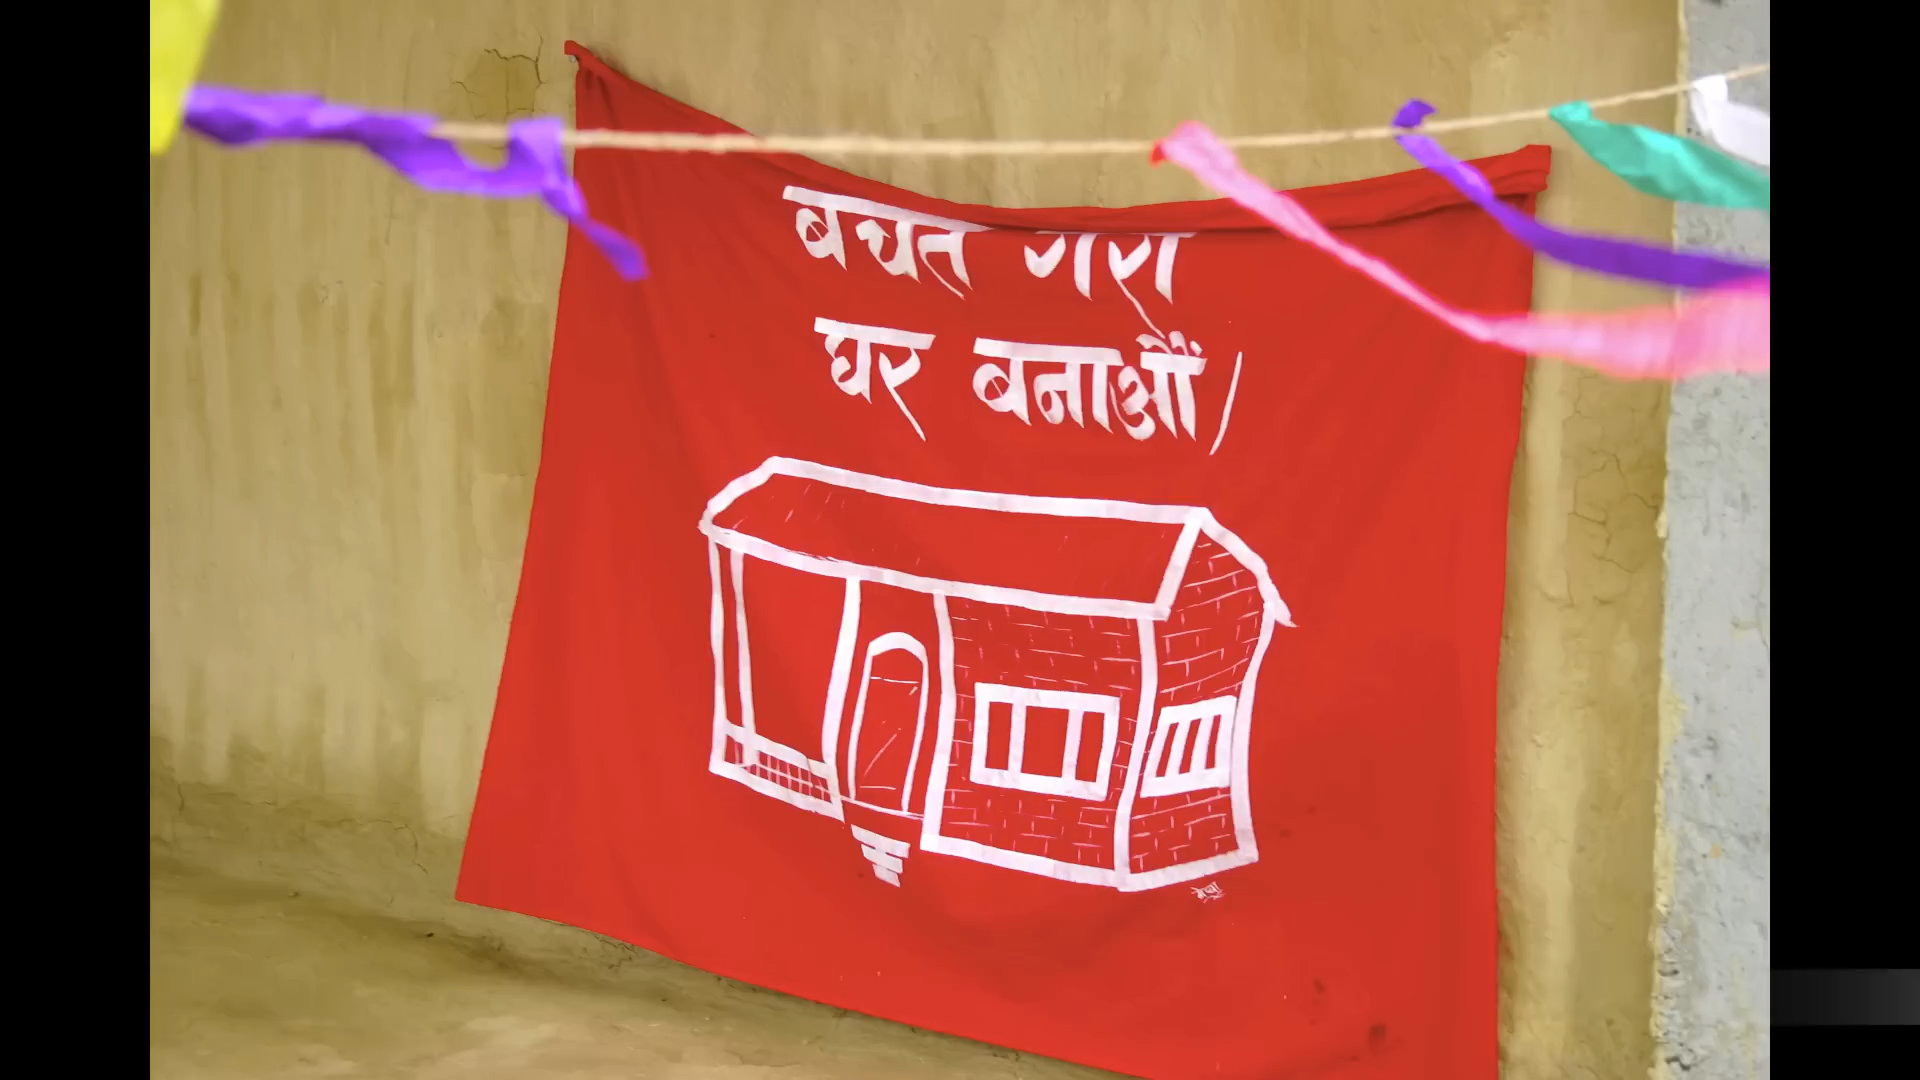 बचत गरौं
घर बनाऔं /